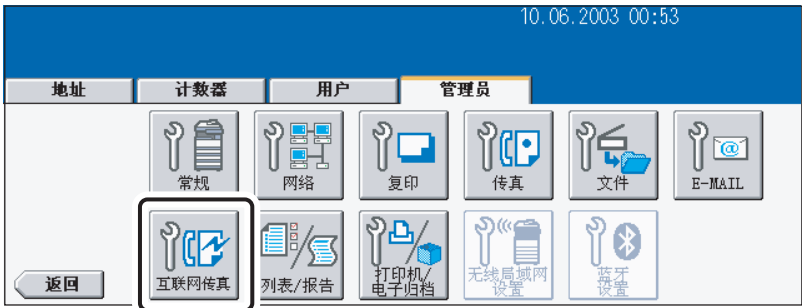 10.06.2003 00:53
地址
计数器
用户
管理员
常规
网络
复印
传真
文件
E-MAIL
互联网传真
列表/报告
打印机/
电子归档
无线局域网
设置
蓝牙
设置
返回